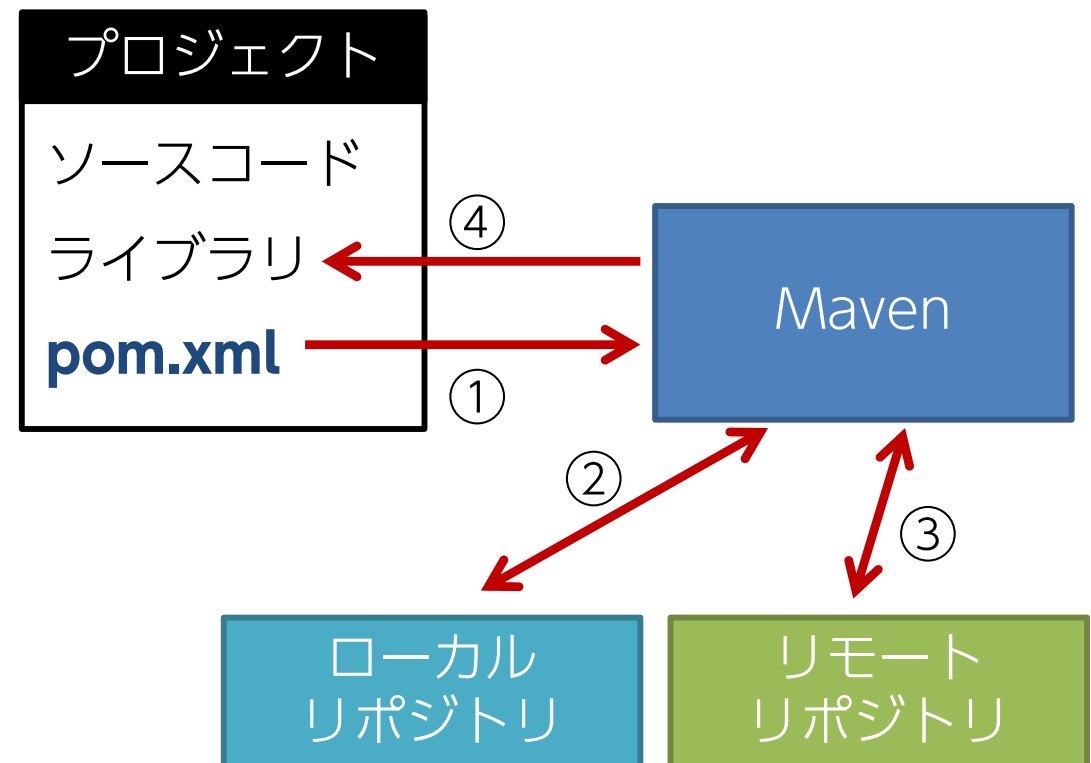 プロジェクト
ソースコード
ライブラリ
pom.xml
④
①
Maven
②
③
ローカル
リポジトリ
リモート
リポジトリ